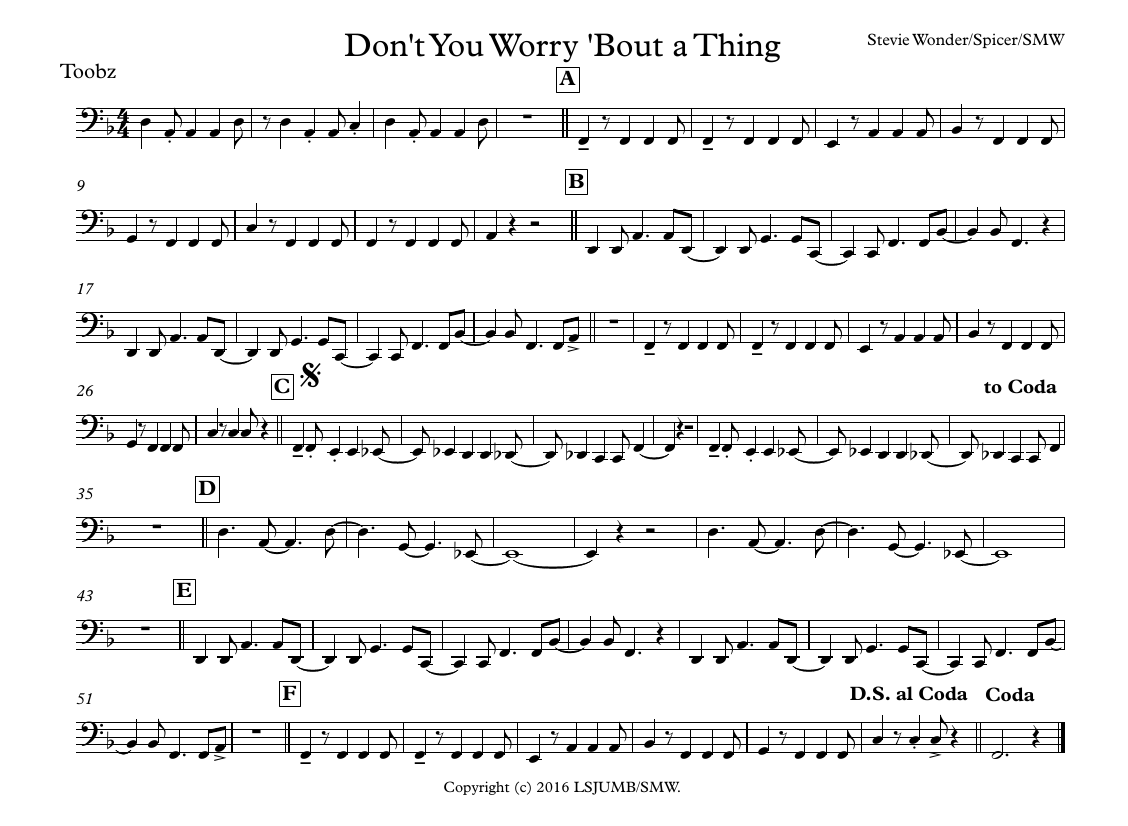 Don't You Worry 'Bout a Thing
Stevie Wonder/Spicer/SMW
Toobz
A
9
B
17
26
C
to Coda
35
D
43
E
51
F
D.S. al Coda
Coda
Copyright (c) 2016 LSJUMB/SMW.